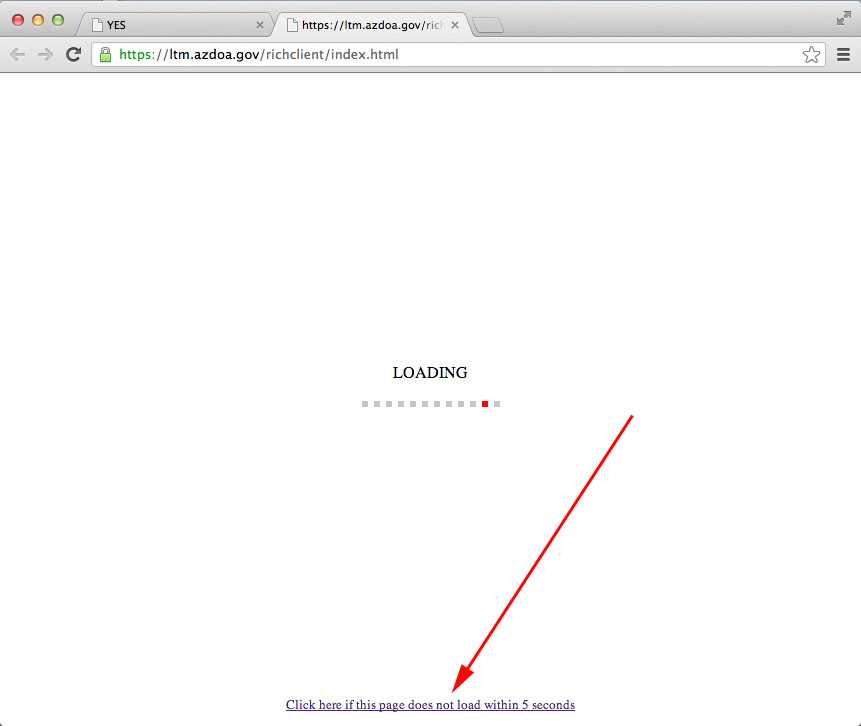 YES
https://ltm.azdoa.gov/rich
https://ltm.azdoa.gov/richclient/index.html
LOADING
Click here if this page does not load within 5 seconds